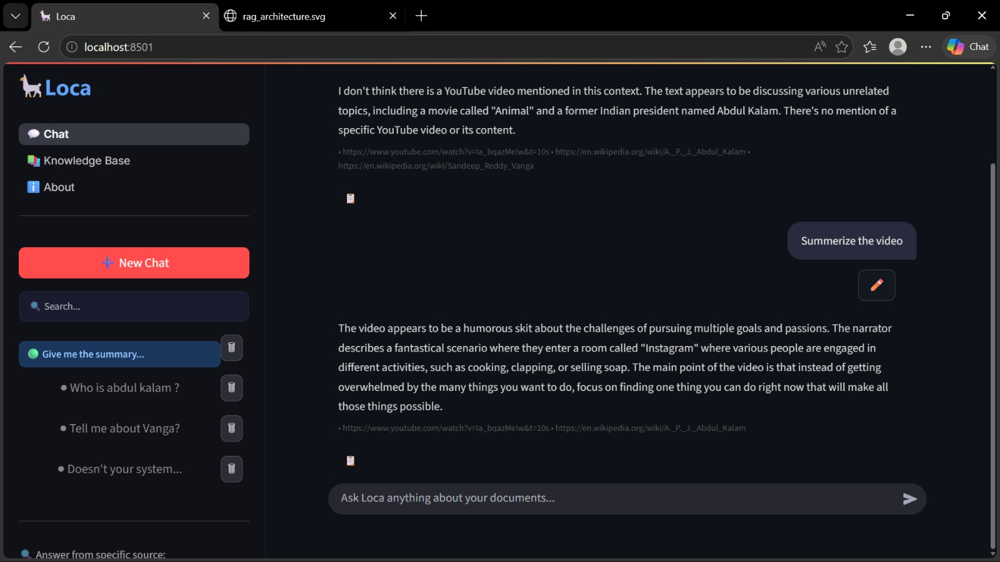 Loca
rag_architecture.svg
localhost:8501
Chat
Loca
Chat
Knowledge Base
About
New Chat
Search...
Give me the summary...
• Who is abdul kalam ?
• Tell me about Vanga?
• Doesn't your system...
Answer from specific source:
I don't think there is a YouTube video mentioned in this context. The text appears to be discussing various unrelated
topics, including a movie called "Animal" and a former Indian president named Abdul Kalam. There's no mention of a
specific YouTube video or its content.
• https://www.youtube.com/watch?v=Ia_bqazMeIw&t=10s • https://en.wikipedia.org/wiki/A._P._J._Abdul_Kalam •
https://en.wikipedia.org/wiki/Sandeep_Reddy_Vanga
Summerize the video
The video appears to be a humorous skit about the challenges of pursuing multiple goals and passions. The narrator
describes a fantastical scenario where they enter a room called "Instagram" where various people are engaged in
different activities, such as cooking, clapping, or selling soap. The main point of the video is that instead of getting
overwhelmed by the many things you want to do, focus on finding one thing you can do right now that will make all
those things possible.
• https://www.youtube.com/watch?v=Ia_bqazMeIw&t=10s • https://en.wikipedia.org/wiki/A._P._J._Abdul_Kalam
Ask Loca anything about your documents...